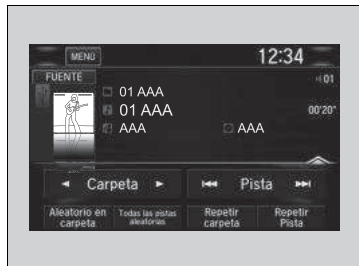 MENÚ
12:34
FUENTE
01
01 AAA
01 AAA
00'20"
AAA
AAA
Carpeta
Pista
Aleatorio en carpeta
Todas las pistas aleatorias
Repetir carpeta
Repetir Pista